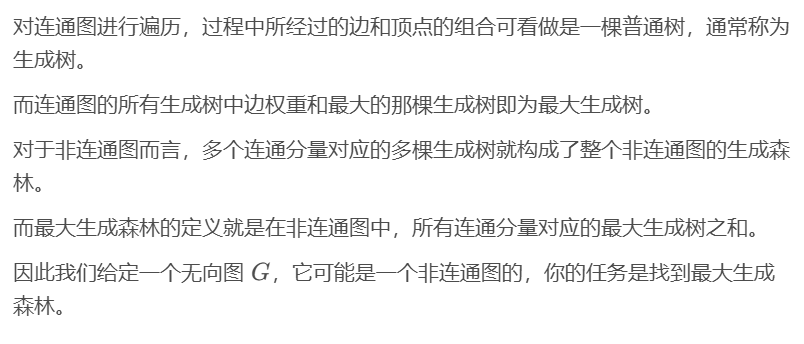 对连通图进行遍历，过程中所经过的边和顶点的组合可看做是一棵普通树，通常称为
生成树。
而连通图的所有生成树中边权重和最大的那棵生成树即为最大生成树。
对于非连通图而言，多个连通分量对应的多棵生成树就构成了整个非连通图的生成森
林。
而最大生成森林的定义就是在非连通图中，所有连通分量对应的最大生成树之和。
因此我们给定一个无向图 G，它可能是一个非连通图的，你的任务是找到最大生成
森林。